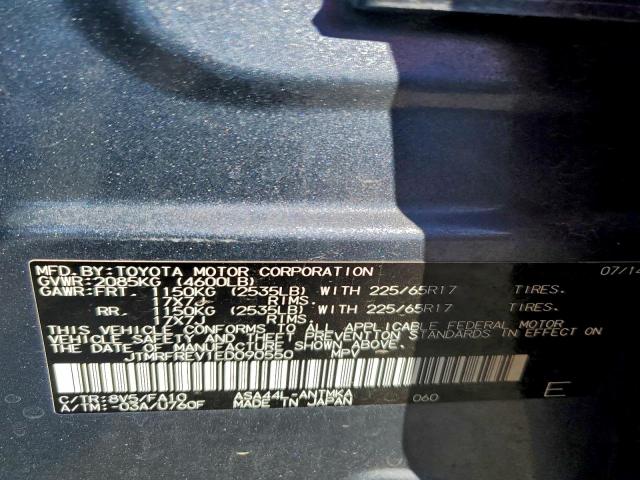 MFD.BY:TOYOTA MOTOR CORPORATION 07/14
GVWR:2085KG (4600LB)
GAWR:FRT. 1150KG (2535LB) WITH 225/65R17 TIRES.
17X7J RIMS.
RR. 1150KG (2535LB) WITH 225/65R17 TIRES.
17X7J RIMS.
THIS VEHICLE CONFORMS TO ALL APPLICABLE FEDERAL MOTOR
VEHICLE SAFETY AND THEFT PREVENTION STANDARDS IN EFFECT ON
THE DATE OF MANUFACTURE SHOWN ABOVE.
JTMRFREV1ED090550 MPV
C/TR:8V5/FA10 ASA44L-ANTMKA 060 E
A/TM:-03A/U760F MADE IN JAPAN